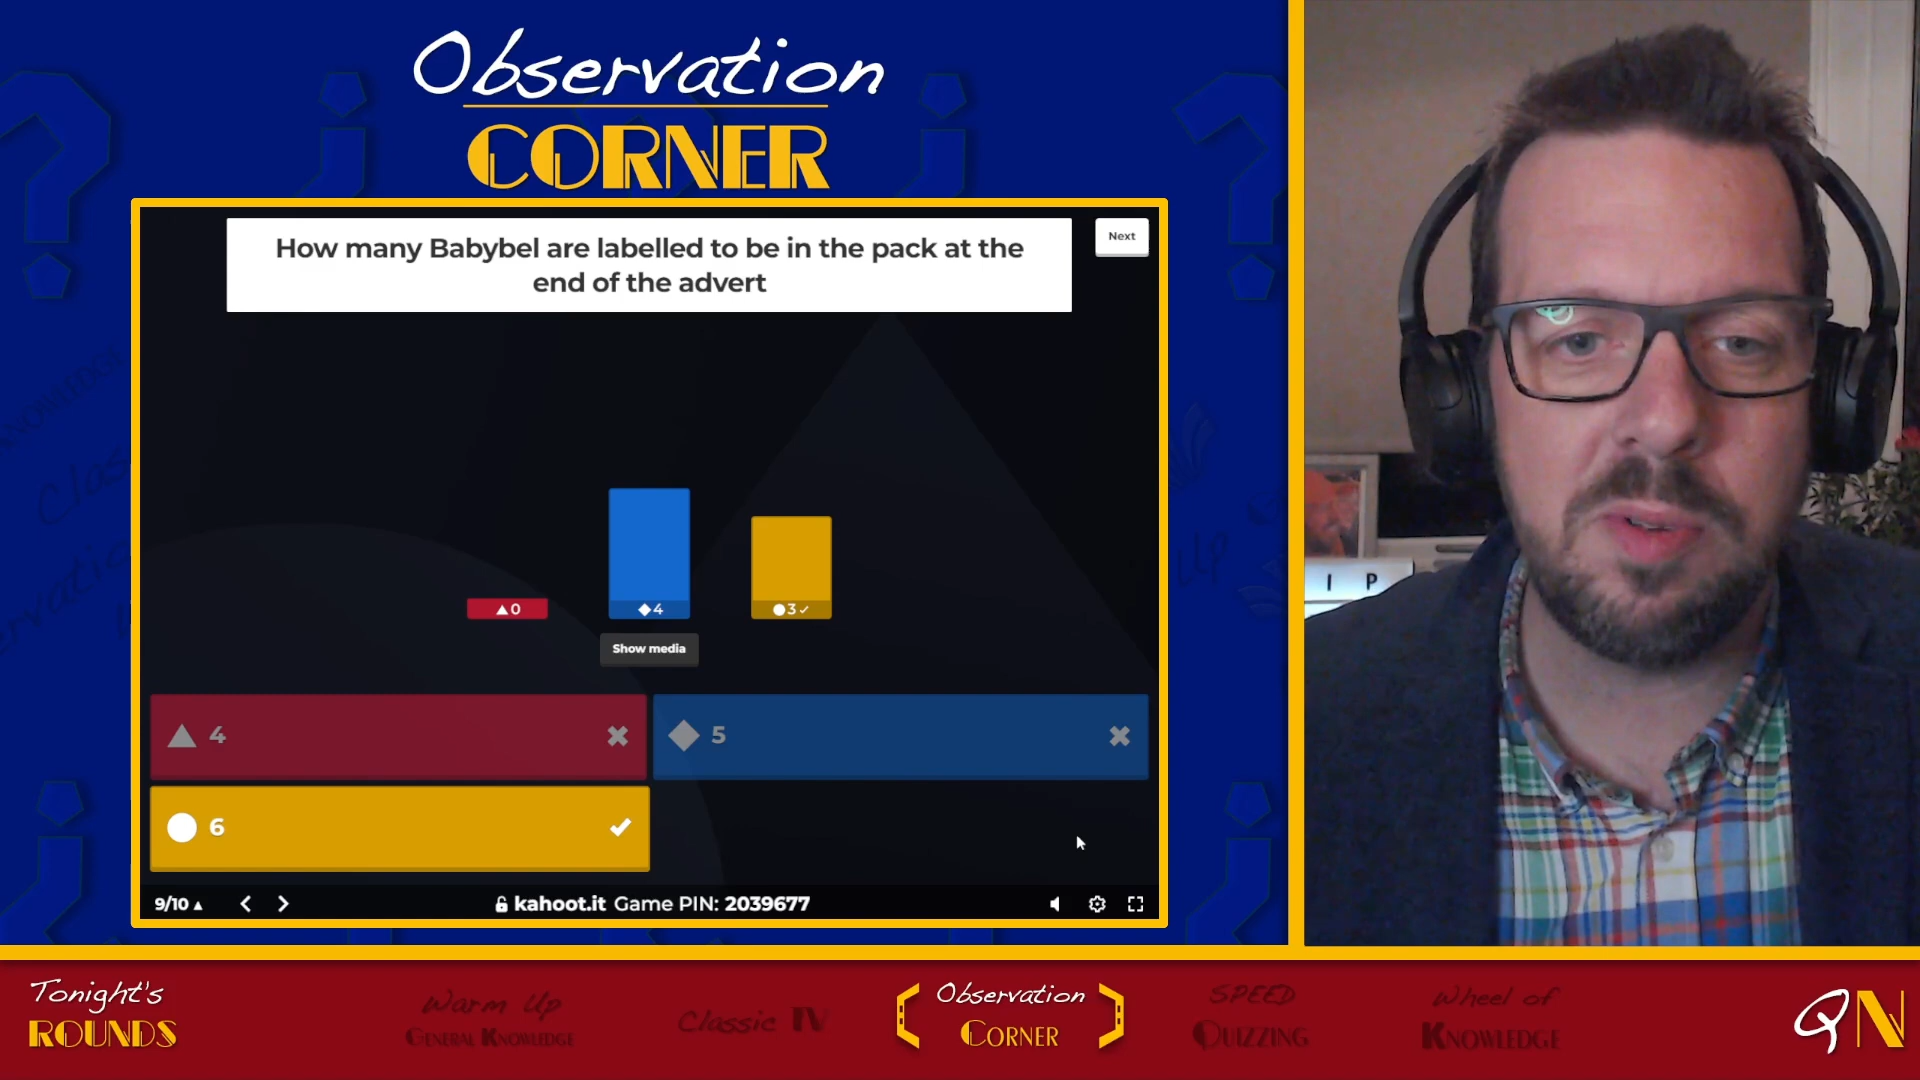 Observation
CORNER
How many Babybel are labelled to be in the pack at the
end of the advert
Next
0
4
3
Show media
4
5
6
9/10
kahoot.it Game PIN: 2039677
I P
Tonight's
ROUNDS
Warm Up
GENERAL KNOWLEDGE
Classic TV
Observation
CORNER
SPEED
QUIZZING
Wheel of
KNOWLEDGE
QN